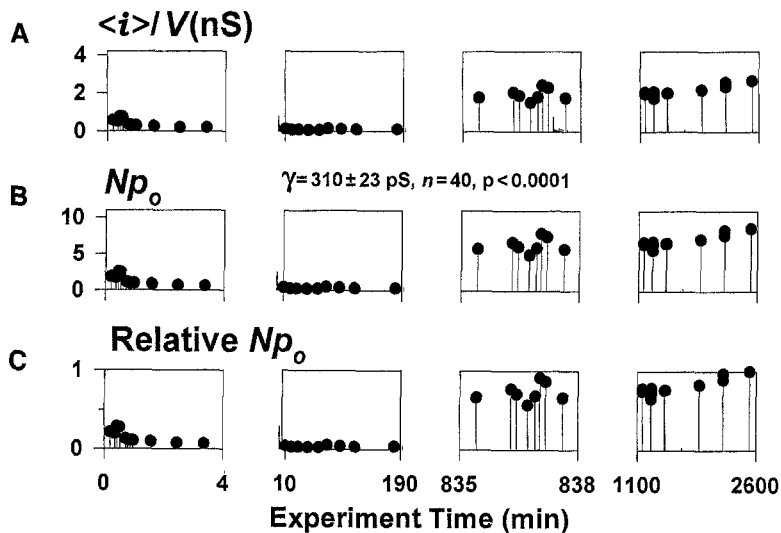 A
<i>/V(nS)
4
2
0
B
Npₒ
γ=310±23 pS, n=40, p<0.0001
10
5
0
C
Relative Npₒ
1
0
0 4 10 190 835 838 1100 2600
Experiment Time (min)